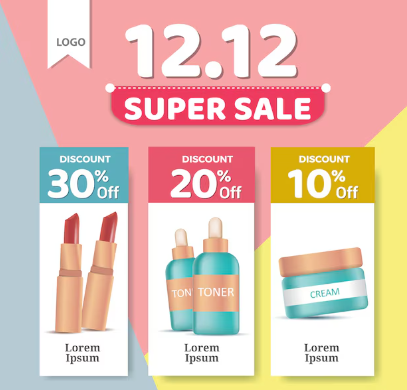 LOGO
12.12
SUPER SALE
DISCOUNT
30% Off
DISCOUNT
20% Off
DISCOUNT
10% Off
TON
TONER
CREAM
Lorem
Ipsum
Lorem
Ipsum
Lorem
Ipsum